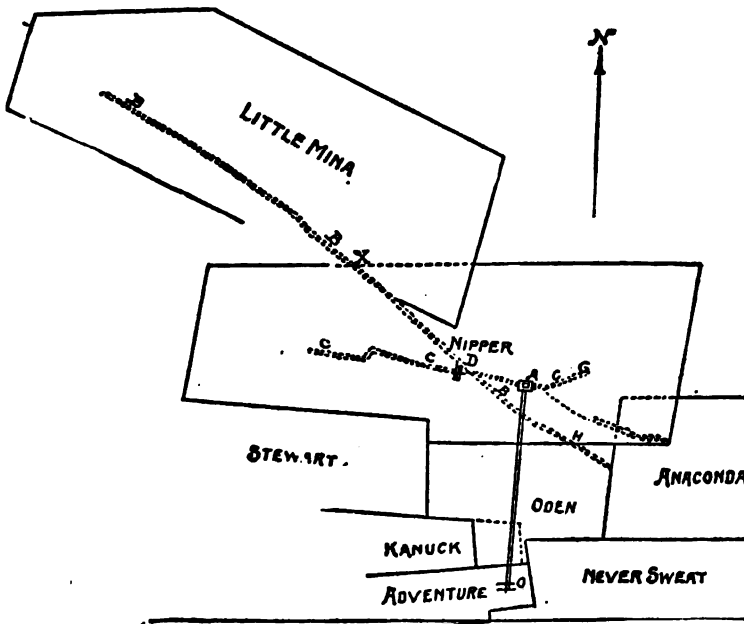 N
B
LITTLE MINA
B
X
NIPPER
C
C
D
A
C
G
B
H
STEWART.
ODEN
ANACONDA
KANUCK
ADVENTURE
O
NEVER SWEAT